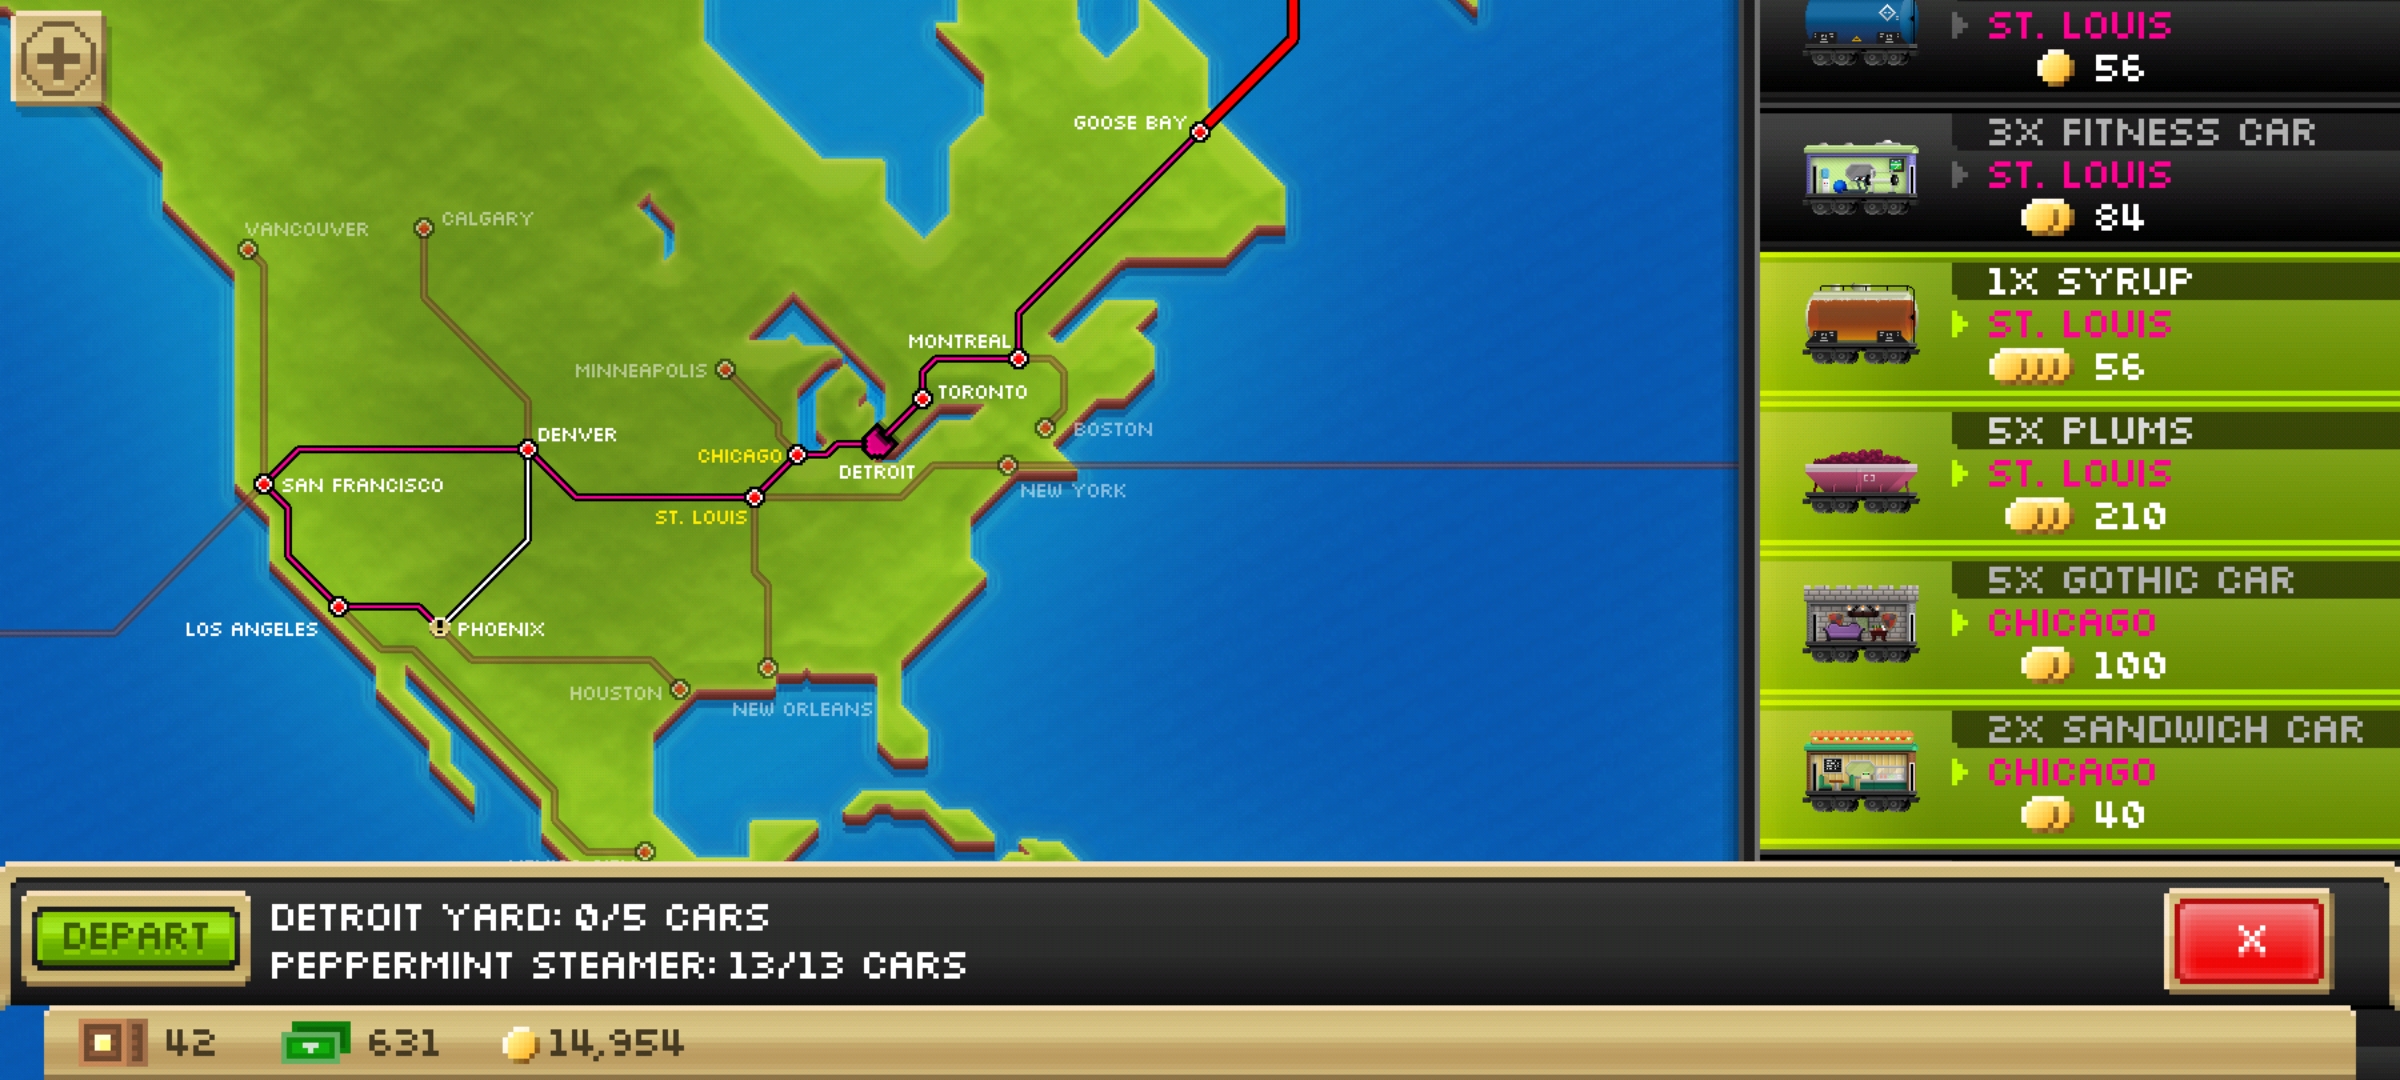 GOOSE BAY
VANCOUVER
CALGARY
MONTREAL
MINNEAPOLIS
TORONTO
BOSTON
DENVER
CHICAGO
DETROIT
SAN FRANCISCO
NEW YORK
ST. LOUIS
LOS ANGELES
PHOENIX
HOUSTON
NEW ORLEANS
ST. LOUIS
56
3X FITNESS CAR
ST. LOUIS
84
1X SYRUP
ST. LOUIS
56
5X PLUMS
ST. LOUIS
210
5X GOTHIC CAR
CHICAGO
100
2X SANDWICH CAR
CHICAGO
40
DEPART
DETROIT YARD: 0/5 CARS
PEPPERMINT STEAMER: 13/13 CARS
X
42
631
14,954